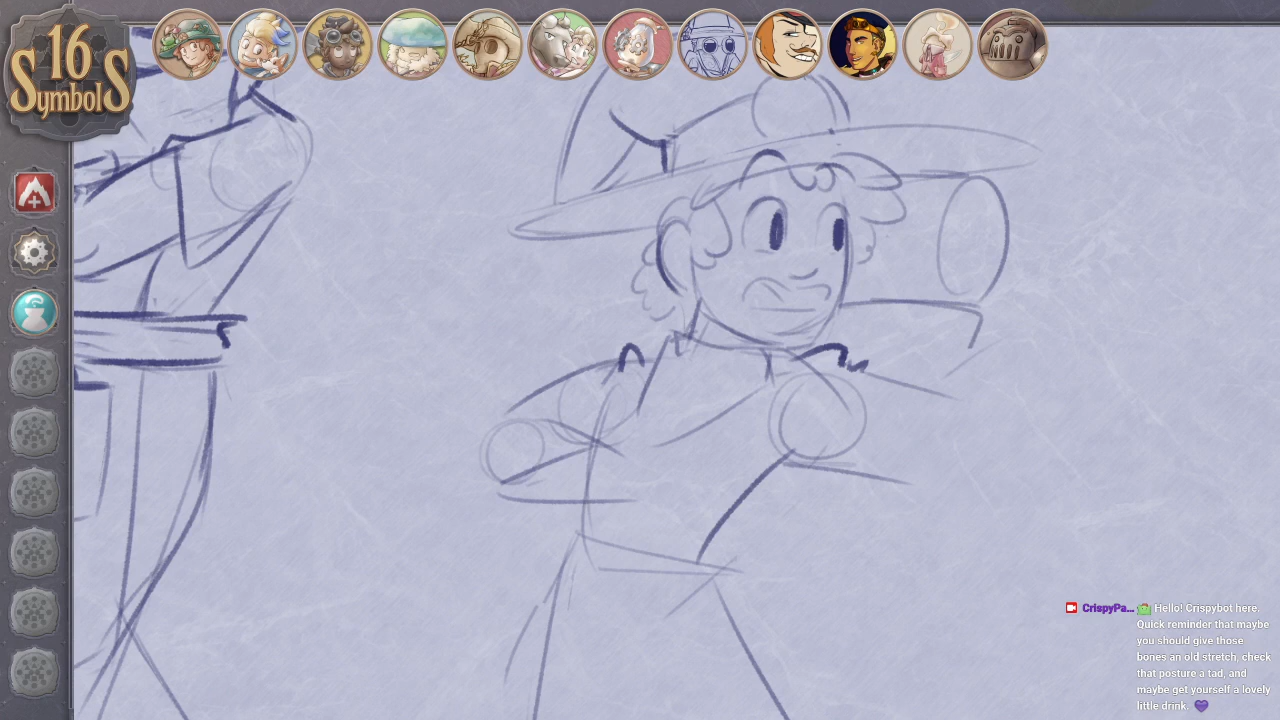 16
SymbolS
CrispyPa... Hello! Crispybot here.
Quick reminder that maybe
you should give those
bones an old stretch, check
that posture a tad, and
maybe get yourself a lovely
little drink. 💜